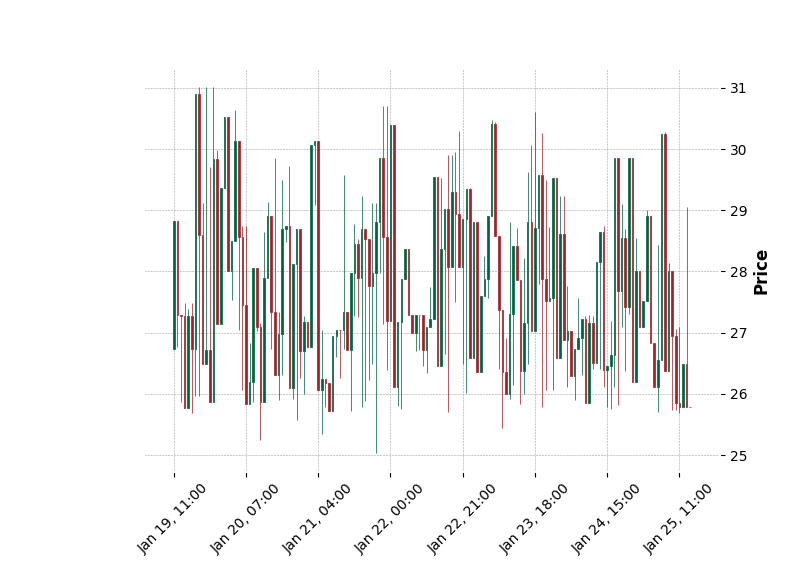 31
30
29
28
27
26
25
Price
Jan 19, 11:00
Jan 20, 07:00
Jan 21, 04:00
Jan 22, 00:00
Jan 22, 21:00
Jan 23, 18:00
Jan 24, 15:00
Jan 25, 11:00